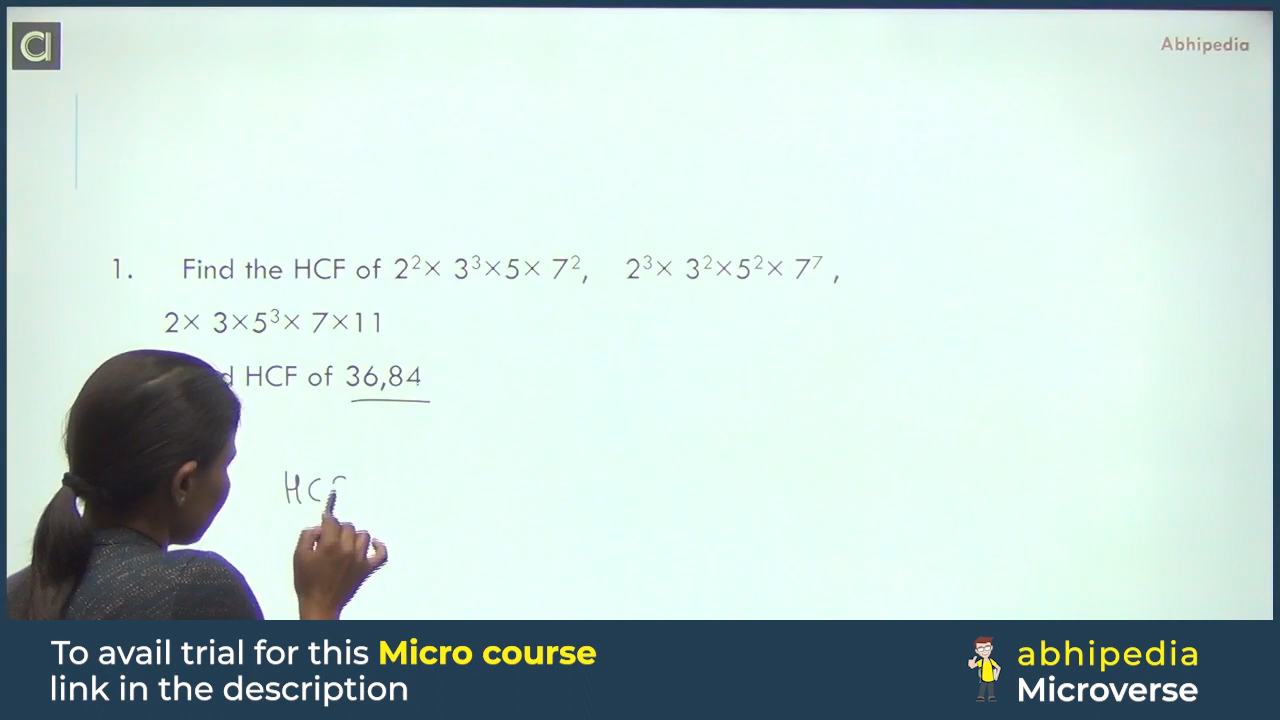 a
Abhipedia
1. Find the HCF of 2²× 3³×5× 7², 2³× 3²×5²× 7⁷ ,
2× 3×5³× 7×11
d HCF of 36,84
HCF
To avail trial for this Micro course
link in the description
abhipedia
Microverse